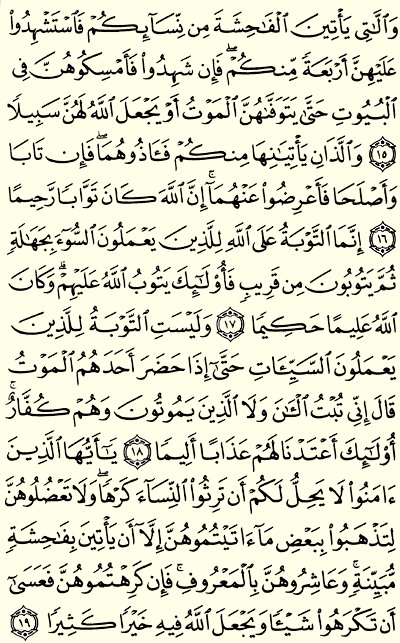 وَٱلَّٰتِى يَأْتِينَ ٱلْفَٰحِشَةَ مِن نِّسَآئِكُمْ فَٱسْتَشْهِدُوا۟
عَلَيْهِنَّ أَرْبَعَةً مِّنكُمْ ۖ فَإِن شَهِدُوا۟ فَأَمْسِكُوهُنَّ فِى
ٱلْبُيُوتِ حَتَّىٰ يَتَوَفَّىٰهُنَّ ٱلْمَوْتُ أَوْ يَجْعَلَ ٱللَّهُ لَهُنَّ سَبِيلًا
١٥ وَٱلَّذَانِ يَأْتِيَٰنِهَا مِنكُمْ فَـَٔاذُوهُمَا ۖ فَإِن تَابَا
وَأَصْلَحَا فَأَعْرِضُوا۟ عَنْهُمَآ ۗ إِنَّ ٱللَّهَ كَانَ تَوَّابًا رَّحِيمًا
١٦ إِنَّمَا ٱلتَّوْبَةُ عَلَى ٱللَّهِ لِلَّذِينَ يَعْمَلُونَ ٱلسُّوٓءَ بِجَهَٰلَةٍ
ثُمَّ يَتُوبُونَ مِن قَرِيبٍ فَأُو۟لَٰٓئِكَ يَتُوبُ ٱللَّهُ عَلَيْهِمْ ۗ وَكَانَ
ٱللَّهُ عَلِيمًا حَكِيمًا ١٧ وَلَيْسَتِ ٱلتَّوْبَةُ لِلَّذِينَ
يَعْمَلُونَ ٱلسَّيِّـَٔاتِ حَتَّىٰٓ إِذَا حَضَرَ أَحَدَهُمُ ٱلْمَوْتُ
قَالَ إِنِّى تُبْتُ ٱلْـَٰٔنَ وَلَا ٱلَّذِينَ يَمُوتُونَ وَهُمْ كُفَّارٌ ۚ
أُو۟لَٰٓئِكَ أَعْتَدْنَا لَهُمْ عَذَابًا أَلِيمًا ١٨ يَٰٓأَيُّهَا ٱلَّذِينَ
ءَامَنُوا۟ لَا يَحِلُّ لَكُمْ أَن تَرِثُوا۟ ٱلنِّسَآءَ كَرْهًا ۖ وَلَا تَعْضُلُوهُنَّ
لِتَذْهَبُوا۟ بِبَعْضِ مَآ ءَاتَيْتُمُوهُنَّ إِلَّآ أَن يَأْتِينَ بِفَٰحِشَةٍ
مُّبَيِّنَةٍ ۚ وَعَاشِرُوهُنَّ بِٱلْمَعْرُوفِ ۚ فَإِن كَرِهْتُمُوهُنَّ فَعَسَىٰٓ
أَن تَكْرَهُوا۟ شَيْـًٔا وَيَجْعَلَ ٱللَّهُ فِيهِ خَيْرًا كَثِيرًا ١٩